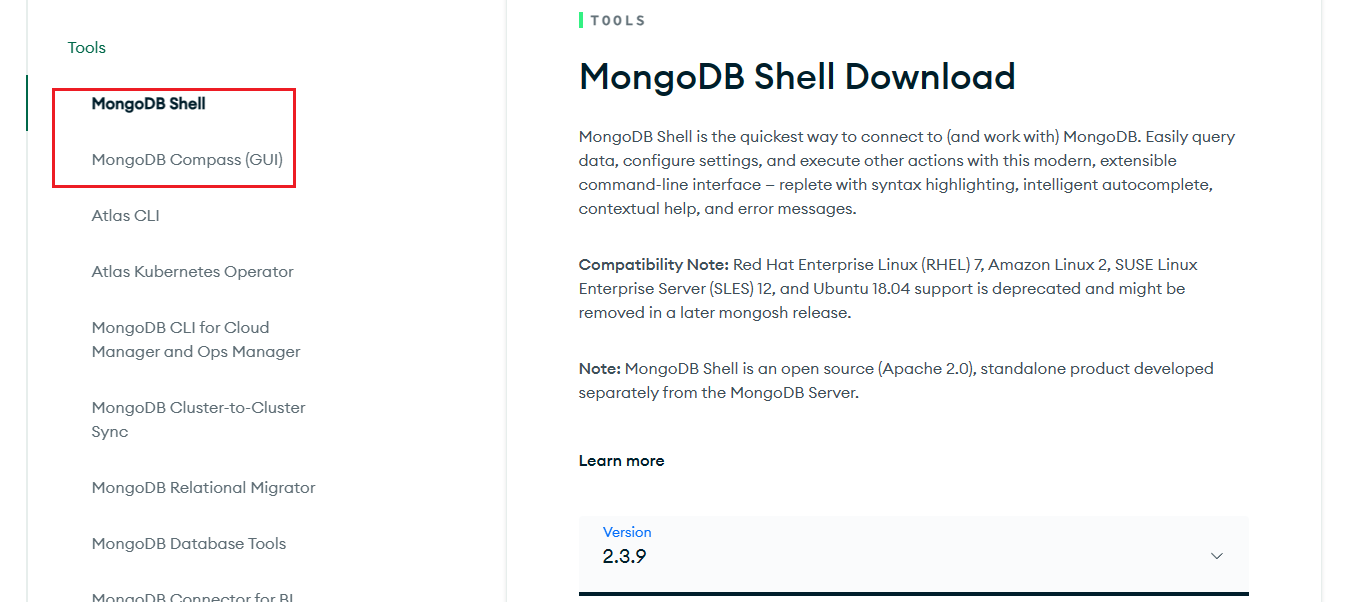 Tools
MongoDB Shell
MongoDB Compass (GUI)
Atlas CLI
Atlas Kubernetes Operator
MongoDB CLI for Cloud
Manager and Ops Manager
MongoDB Cluster-to-Cluster
Sync
MongoDB Relational Migrator
MongoDB Database Tools
MongoDB Connector for BI
TOOLS
MongoDB Shell Download
MongoDB Shell is the quickest way to connect to (and work with) MongoDB. Easily query
data, configure settings, and execute other actions with this modern, extensible
command-line interface — replete with syntax highlighting, intelligent autocomplete,
contextual help, and error messages.
Compatibility Note: Red Hat Enterprise Linux (RHEL) 7, Amazon Linux 2, SUSE Linux
Enterprise Server (SLES) 12, and Ubuntu 18.04 support is deprecated and might be
removed in a later mongosh release.
Note: MongoDB Shell is an open source (Apache 2.0), standalone product developed
separately from the MongoDB Server.
Learn more
Version
2.3.9